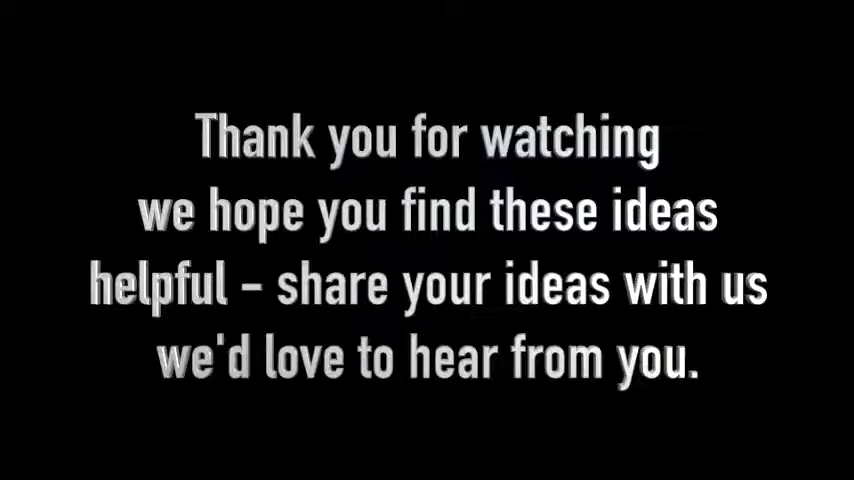 Thank you for watching
we hope you find these ideas
helpful - share your ideas with us
we'd love to hear from you.